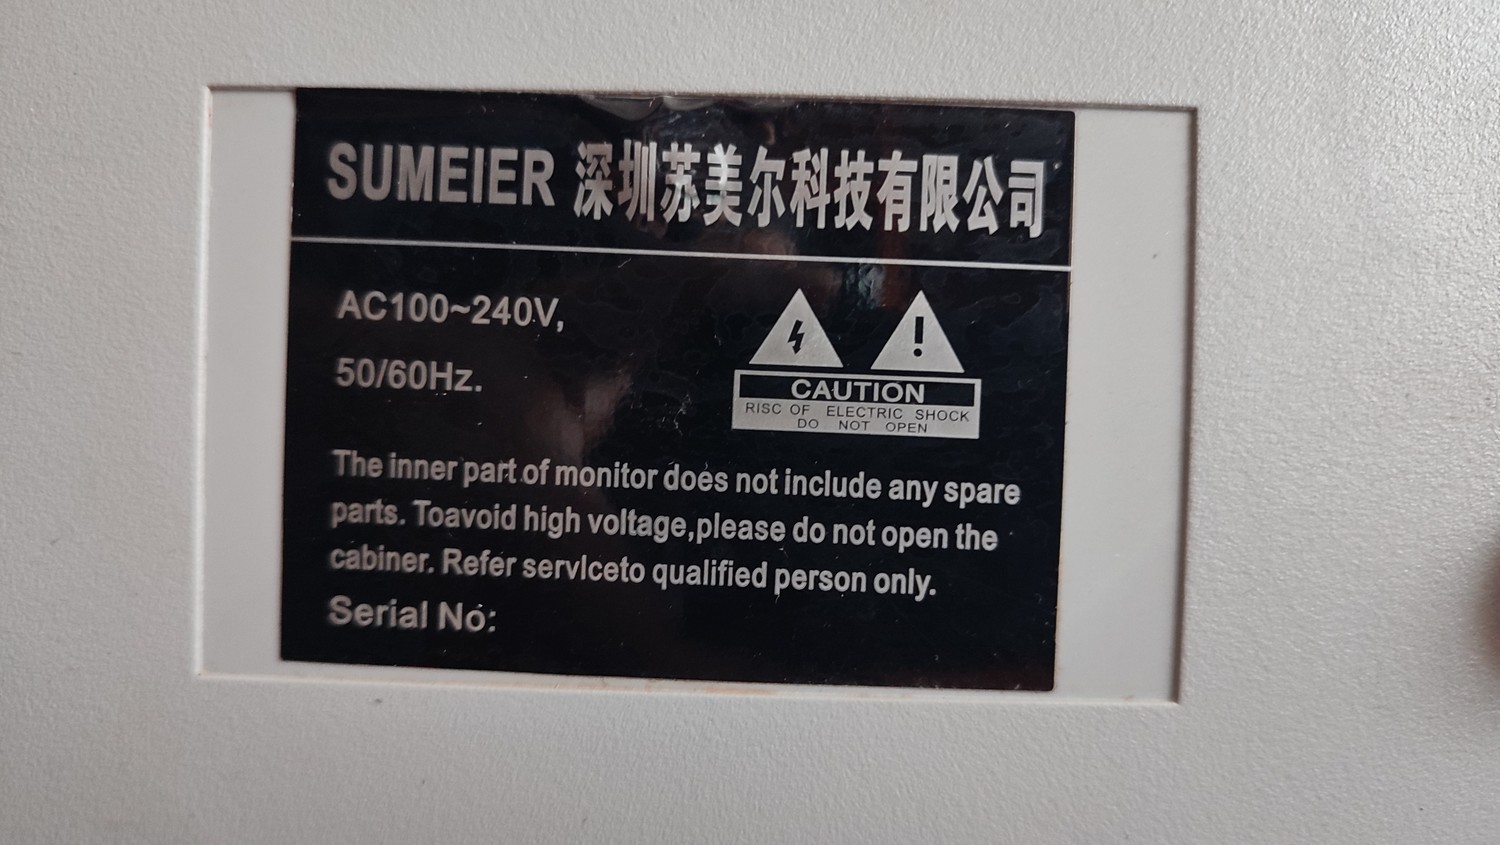 SUMEIER 深圳苏美尔科技有限公司
AC100~240V,
50/60Hz.
CAUTION
RISC OF ELECTRIC SHOCK
DO NOT OPEN
The inner part of monitor does not include any spare
parts. Toavoid high voltage,please do not open the
cabiner. Refer servlceto qualified person only.
Serial No: